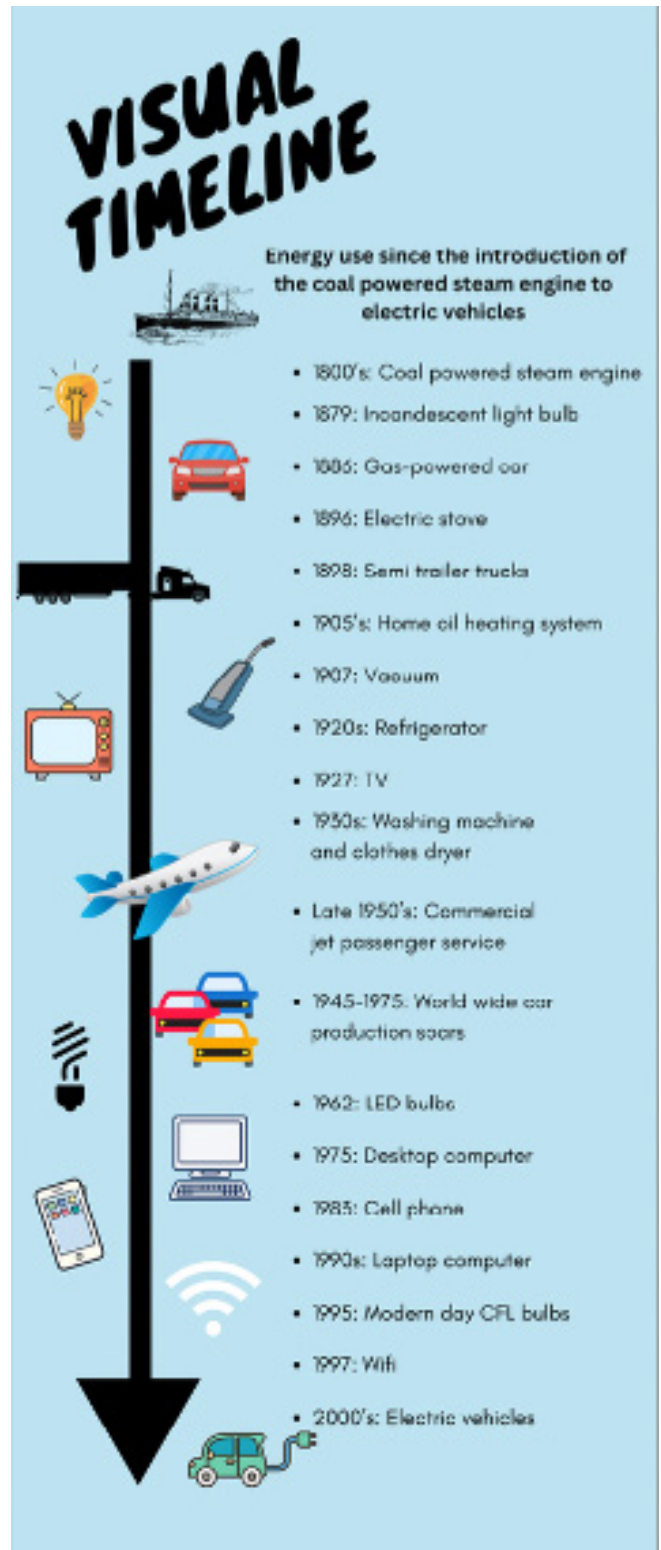 VISUAL
TIMELINE
Energy use since the introduction of
the coal powered steam engine to
electric vehicles
• 1800's: Coal powered steam engine
• 1879: Incandescent light bulb
• 1886: Gas-powered car
• 1896: Electric stove
• 1898: Semi trailer trucks
• 1905's: Home oil heating system
• 1907: Vacuum
• 1920s: Refrigerator
• 1927: TV
• 1930s: Washing machine
and clothes dryer
• Late 1950's: Commercial
jet passenger service
• 1945-1975: World wide car
production soars
• 1962: LED bulbs
• 1975: Desktop computer
• 1983: Cell phone
• 1990s: Laptop computer
• 1995: Modern day CFL bulbs
• 1997: Wifi
• 2000's: Electric vehicles